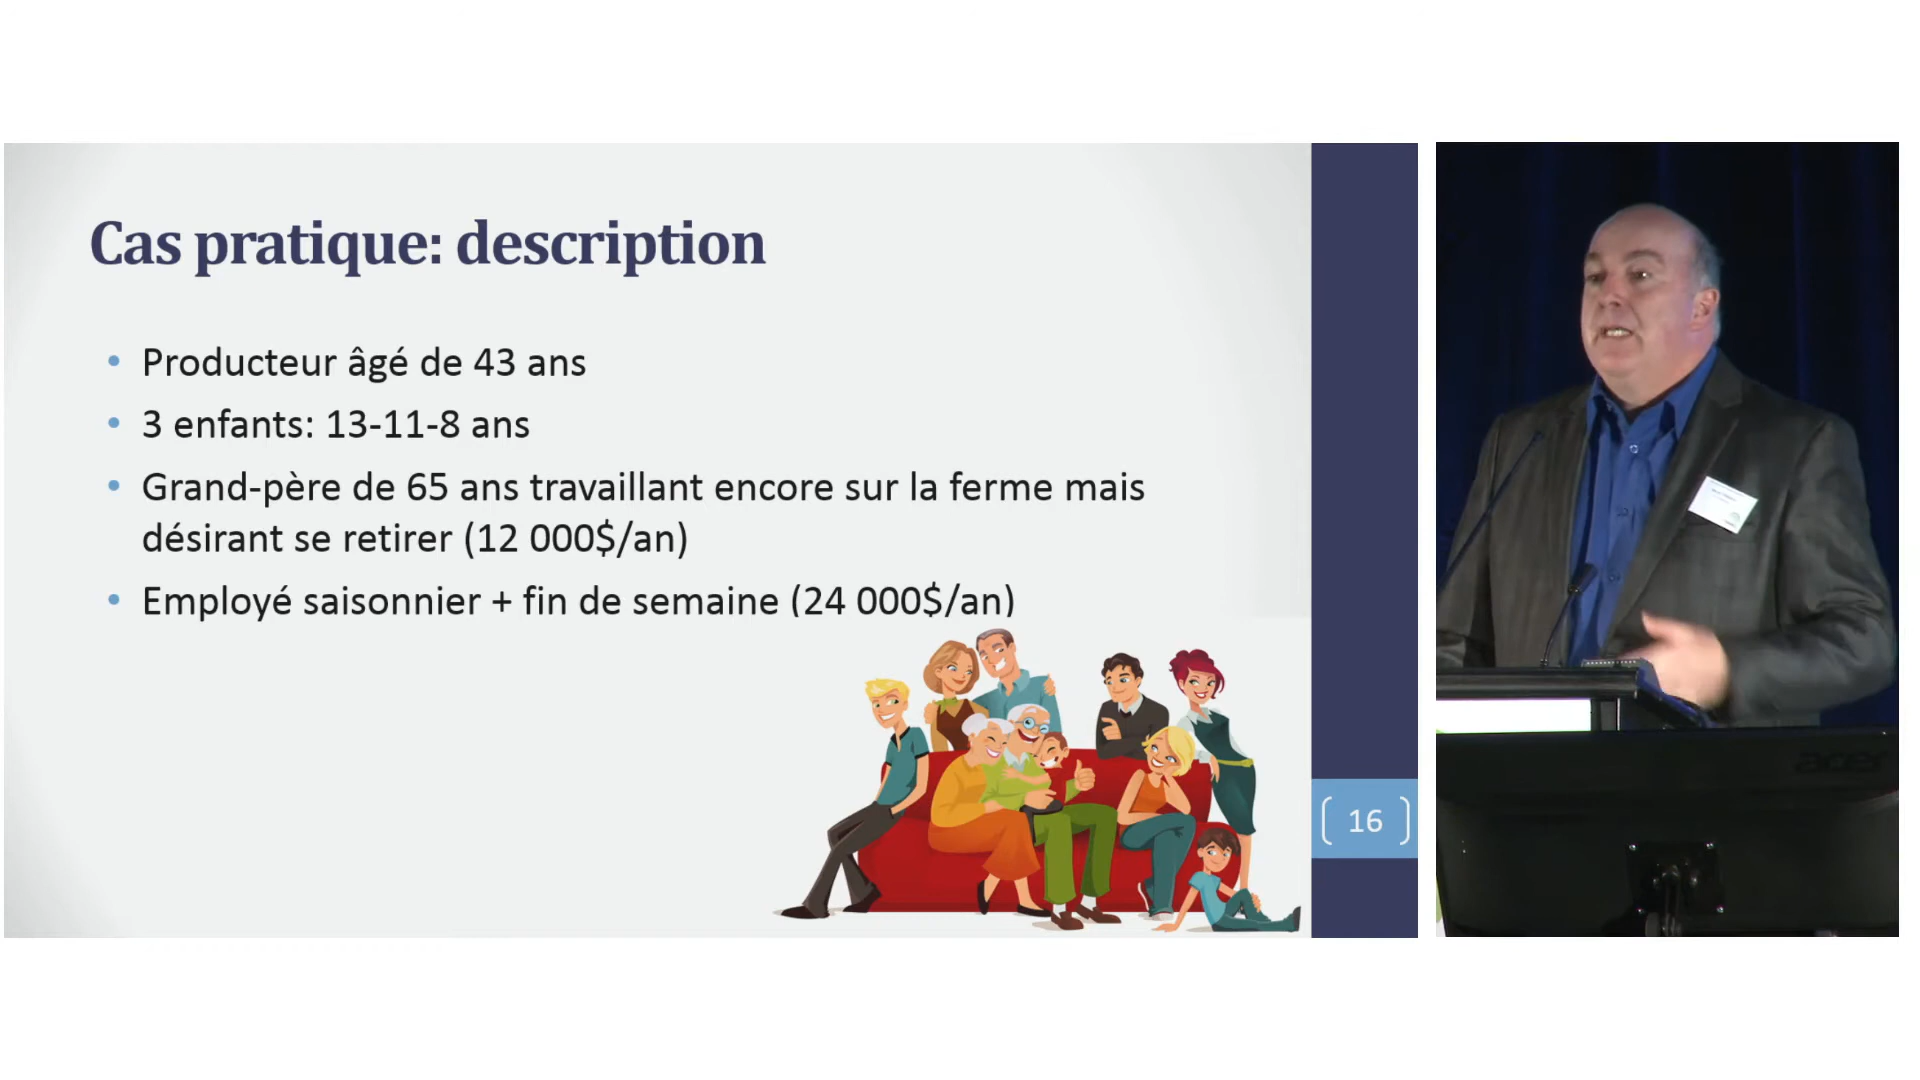 Cas pratique: description
• Producteur âgé de 43 ans
• 3 enfants: 13-11-8 ans
• Grand-père de 65 ans travaillant encore sur la ferme mais
désirant se retirer (12 000$/an)
• Employé saisonnier + fin de semaine (24 000$/an)
16
acer